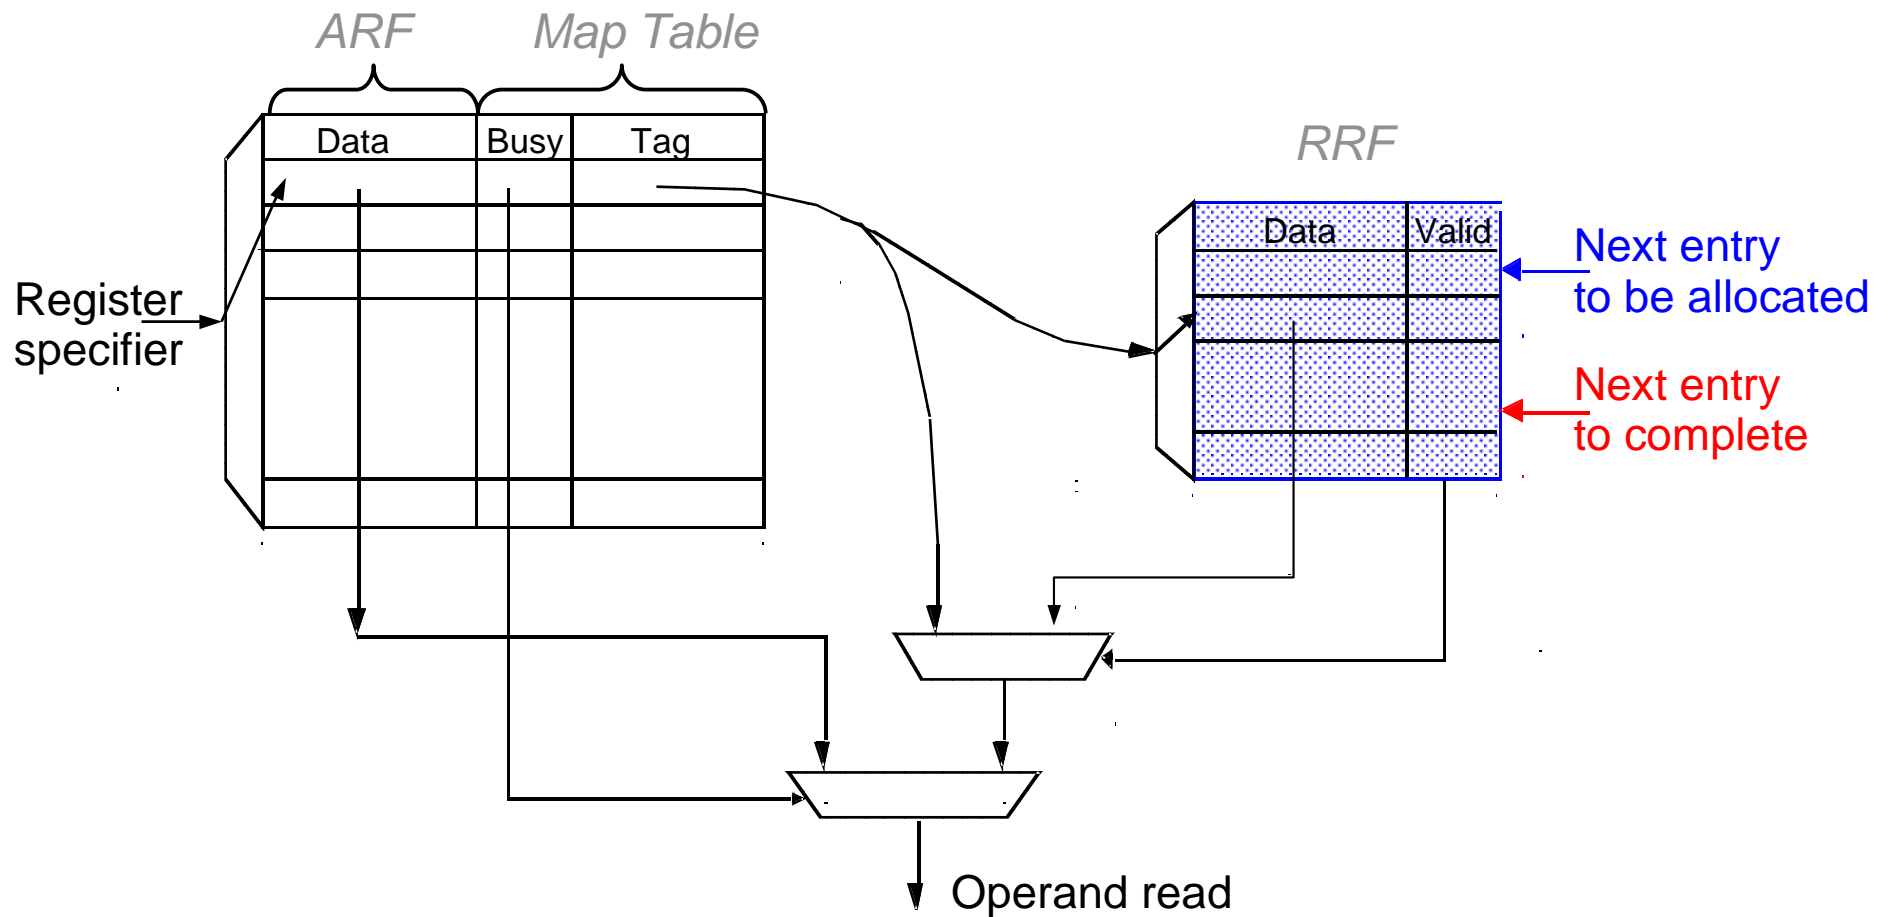 ARF
Map Table
Data
Busy
Tag
RRF
Data
Valid
Next entry
to be allocated
Register
specifier
Next entry
to complete
Operand read